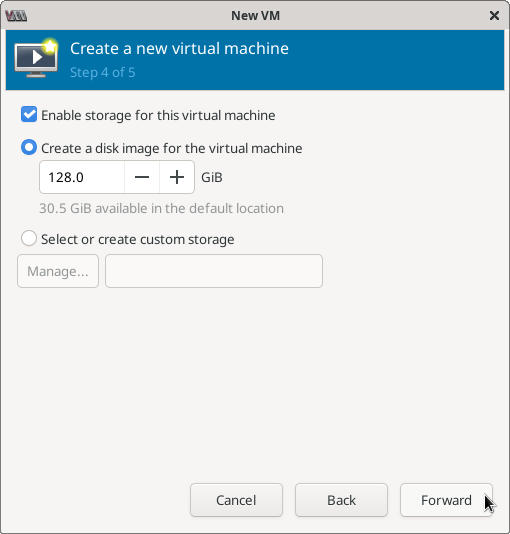 New VM
Create a new virtual machine
Step 4 of 5
Enable storage for this virtual machine
Create a disk image for the virtual machine
128.0 GiB
30.5 GiB available in the default location
Select or create custom storage
Manage...
Cancel Back Forward